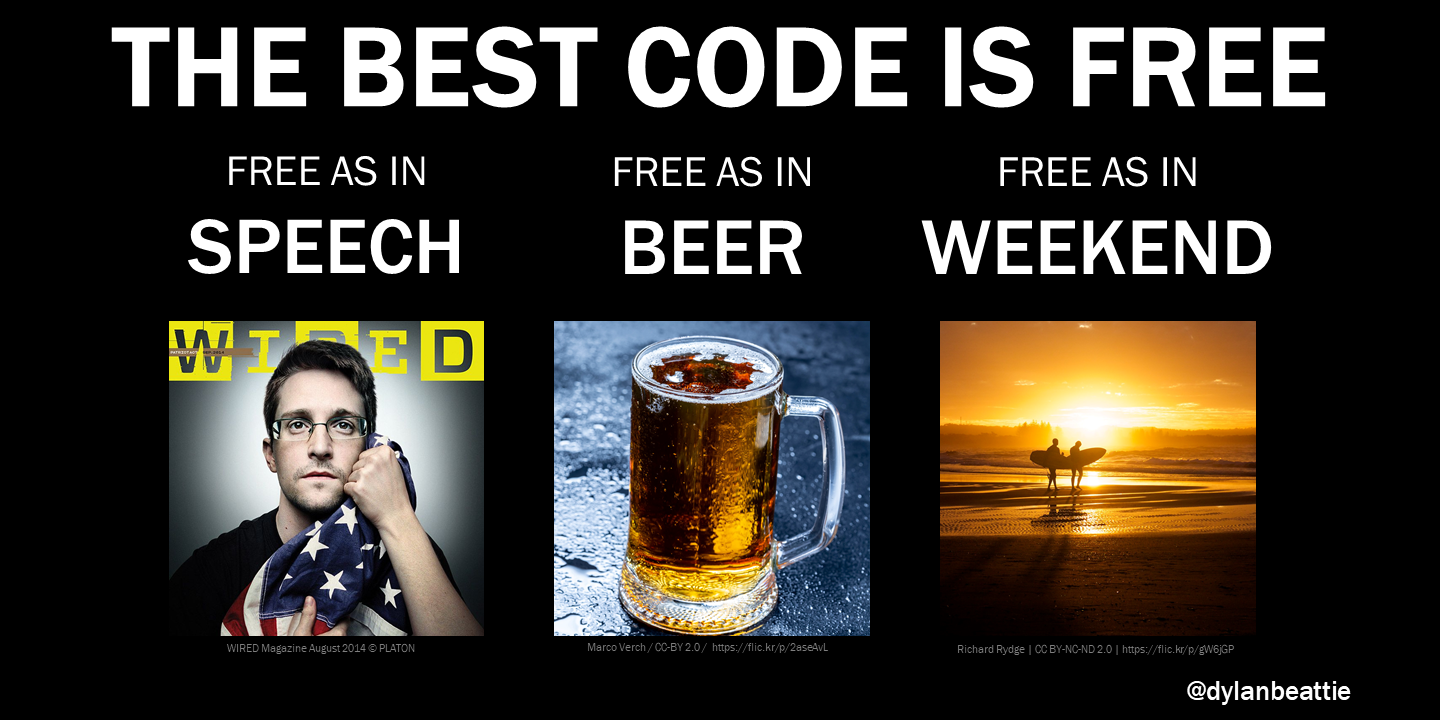 THE BEST CODE IS FREE
FREE AS IN
SPEECH
FREE AS IN
BEER
FREE AS IN
WEEKEND
WIRED
WIRED Magazine August 2014 © PLATON
Marco Verch / CC-BY 2.0 / https://flic.kr/p/2aseAvL
Richard Rydge | CC BY-NC-ND 2.0 | https://flic.kr/p/gW6jGP
@dylanbeattie